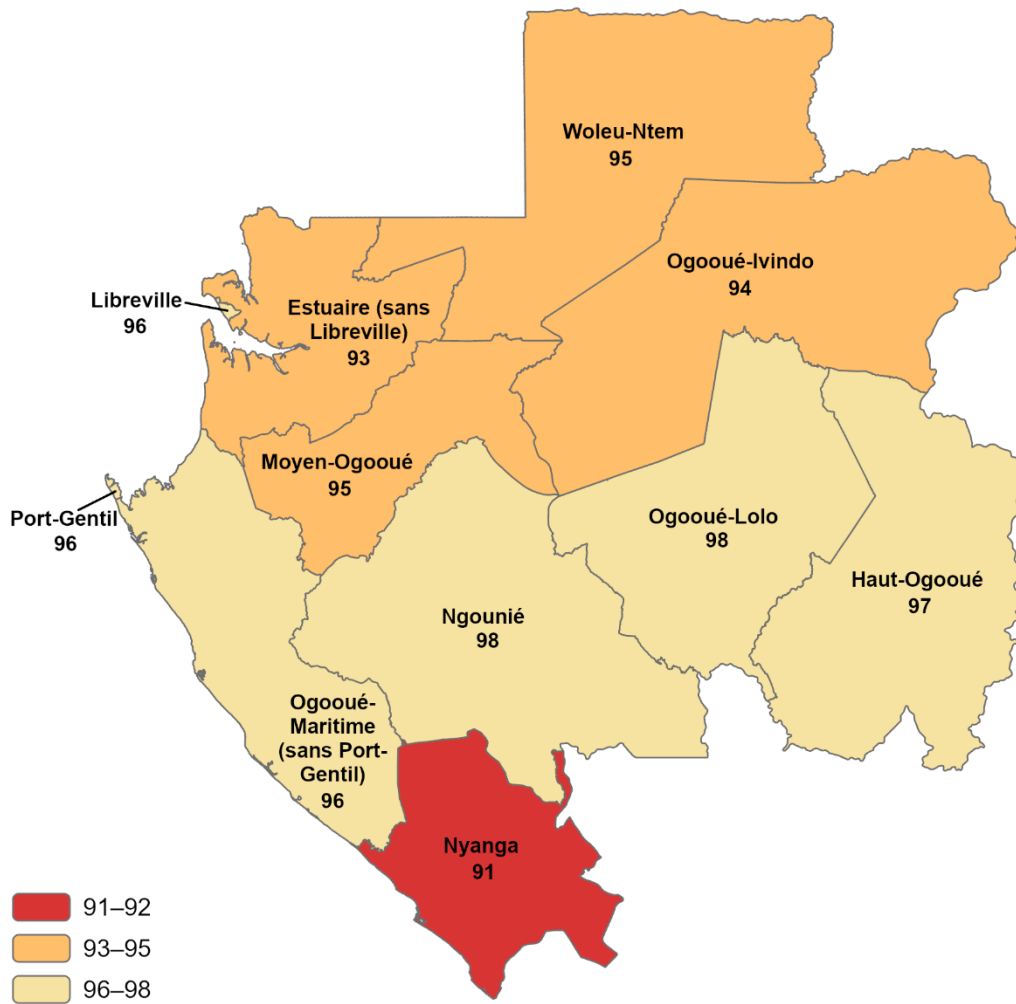 Woleu-Ntem
95
Ogooué-Ivindo
94
Libreville
96
Estuaire (sans
Libreville)
93
Moyen-Ogooué
95
Port-Gentil
96
Ogooué-Lolo
98
Haut-Ogooué
97
Ngounié
98
Ogooué-
Maritime
(sans Port-
Gentil)
96
Nyanga
91
91–92
93–95
96–98